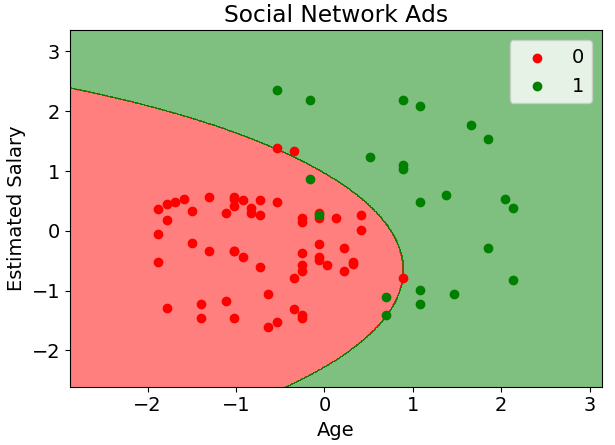 Social Network Ads
0
1
3
2
1
0
−1
−2
Estimated Salary
−2 −1 0 1 2 3
Age